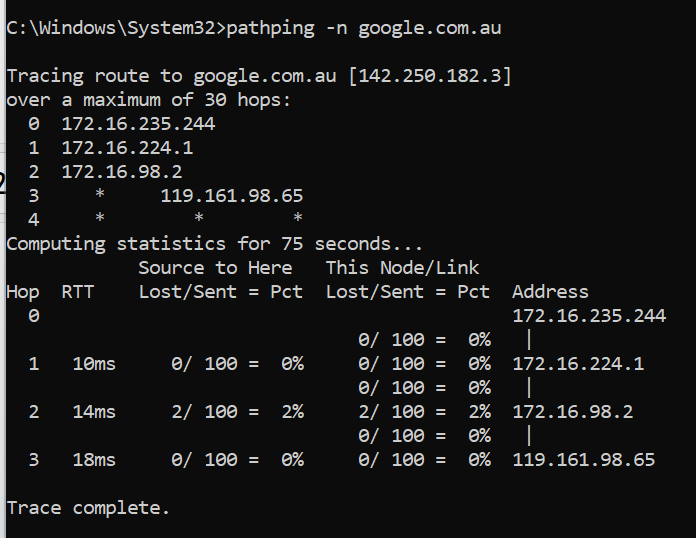 C:\Windows\System32>pathping -n google.com.au
Tracing route to google.com.au [142.250.182.3]
over a maximum of 30 hops:
  0  172.16.235.244
  1  172.16.224.1
  2  172.16.98.2
  3     *     119.161.98.65
  4     *        *        *
Computing statistics for 75 seconds...
            Source to Here   This Node/Link
Hop  RTT    Lost/Sent = Pct  Lost/Sent = Pct  Address
  0                                           172.16.235.244
                                0/ 100 =  0%   |
  1   10ms     0/ 100 =  0%     0/ 100 =  0%  172.16.224.1
                                0/ 100 =  0%   |
  2   14ms     2/ 100 =  2%     2/ 100 =  2%  172.16.98.2
                                0/ 100 =  0%   |
  3   18ms     0/ 100 =  0%     0/ 100 =  0%  119.161.98.65
Trace complete.